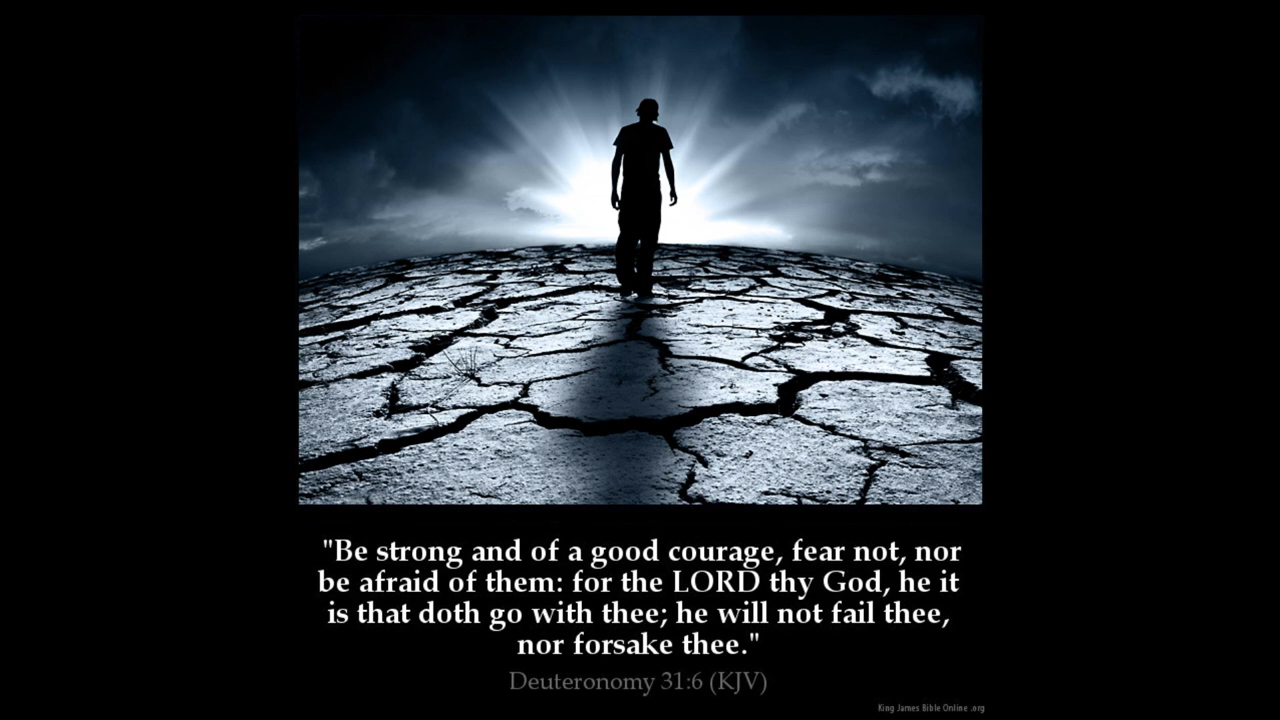 "Be strong and of a good courage, fear not, nor
be afraid of them: for the LORD thy God, he it
is that doth go with thee; he will not fail thee,
nor forsake thee."
Deuteronomy 31:6 (KJV)
King James Bible Online .org